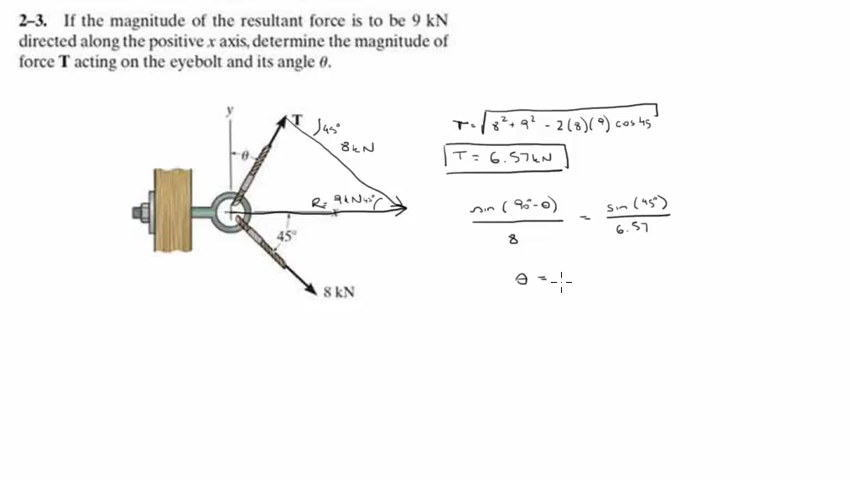 2–3. If the magnitude of the resultant force is to be 9 kN
directed along the positive x axis, determine the magnitude of
force T acting on the eyebolt and its angle θ.
y
T
θ
45°
8kN
R= 9kN 45°
45°
8 kN
T = √8² + 9² - 2(8)(9) cos45
T = 6.57kN
sin (90° - θ) / 8 = sin (45°) / 6.57
θ =